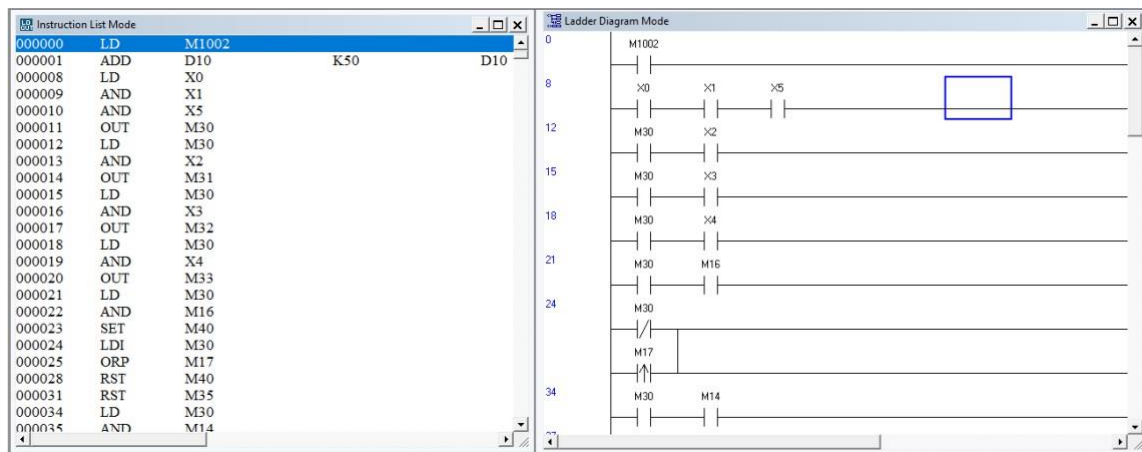 Instruction List Mode
000000 LD M1002
000001 ADD D10 K50 D10
000008 LD X0
000009 AND X1
000010 AND X5
000011 OUT M30
000012 LD M30
000013 AND X2
000014 OUT M31
000015 LD M30
000016 AND X3
000017 OUT M32
000018 LD M30
000019 AND X4
000020 OUT M33
000021 LD M30
000022 AND M16
000023 SET M40
000024 LDI M30
000025 ORP M17
000028 RST M40
000031 RST M35
000034 LD M30
000035 AND M14
Ladder Diagram Mode
0
M1002
8
X0 X1 X5
12
M30 X2
15
M30 X3
18
M30 X4
21
M30 M16
24
M30
M17
34
M30 M14
37